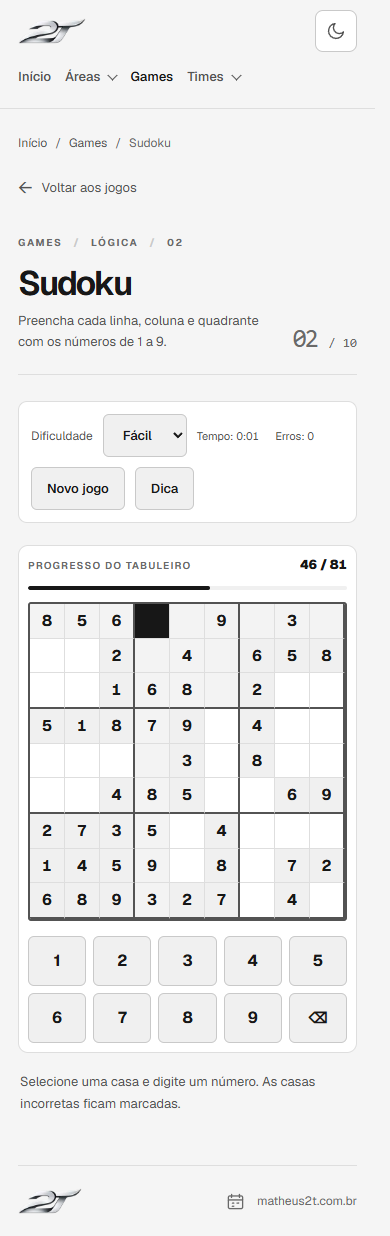 2T
Início Áreas Games Times
Início / Games / Sudoku
← Voltar aos jogos
GAMES / LÓGICA / 02
Sudoku
Preencha cada linha, coluna e quadrante
com os números de 1 a 9.
02 / 10
Dificuldade Fácil Tempo: 0:01 Erros: 0
Novo jogo Dica
PROGRESSO DO TABULEIRO 46 / 81
8 5 6 9 3
2 4 6 5 8
1 6 8 2
5 1 8 7 9 4
3 8
4 8 5 6 9
2 7 3 5 4
1 4 5 9 8 7 2
6 8 9 3 2 7 4
1 2 3 4 5
6 7 8 9 ⌫
Selecione uma casa e digite um número. As casas
incorretas ficam marcadas.
2T matheus2t.com.br